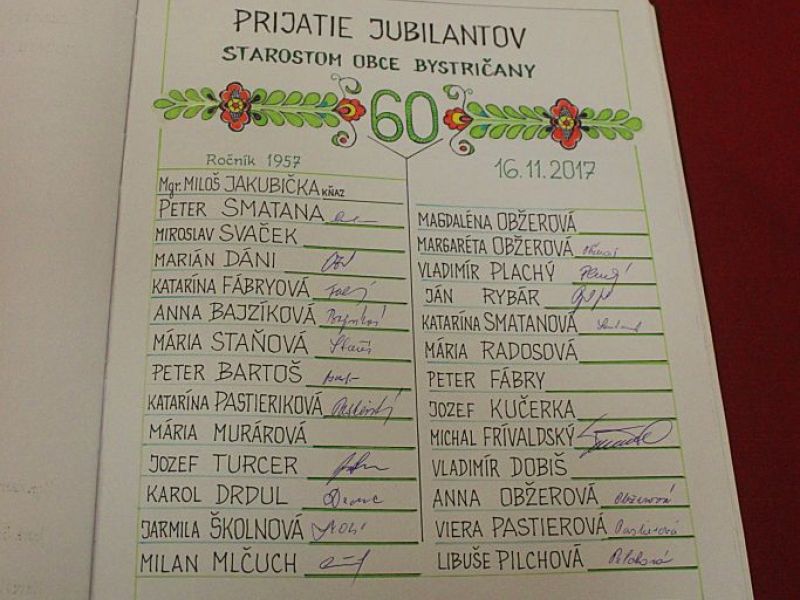 PRIJATIE JUBILANTOV
STAROSTOM OBCE BYSTRIČANY
60
Ročník 1957
16.11.2017
Mgr. MILOŠ JAKUBIČKA KŇAZ
PETER SMATANA
MIROSLAV SVAČEK
MARIÁN DÁNI
KATARÍNA FÁBRYOVÁ
ANNA BAJZÍKOVÁ
MÁRIA STAŇOVÁ
PETER BARTOŠ
KATARÍNA PASTIERIKOVÁ
MÁRIA MURÁROVÁ
JOZEF TURCER
KAROL DRDUL
JARMILA ŠKOLNOVÁ
MILAN MLČUCH
MAGDALÉNA OBŽEROVÁ
MARGARÉTA OBŽEROVÁ
VLADIMÍR PLACHÝ
JÁN RYBÁR
KATARÍNA SMATANOVÁ
MÁRIA RADOSOVÁ
PETER FÁBRY
JOZEF KUČERKA
MICHAL FRÍVALDSKÝ
VLADIMÍR DOBIŠ
ANNA OBŽEROVÁ Obžerová
VIERA PASTIEROVÁ Pastierová
LIBUŠE PILCHOVÁ